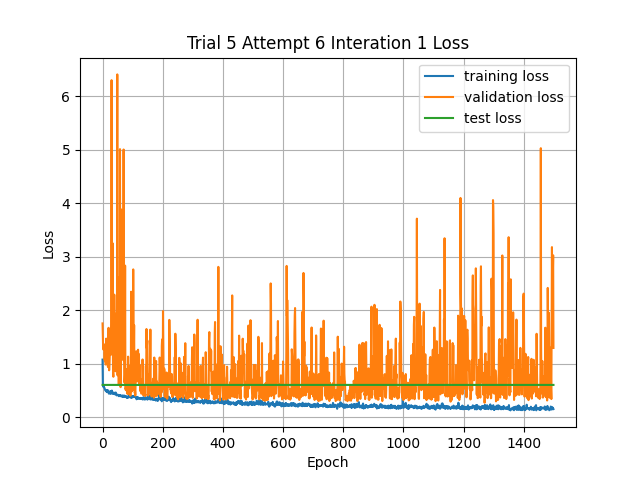 Trial 5 Attempt 6 Interation 1 Loss
training loss
validation loss
test loss
6
5
4
3
2
1
0
Loss
0 200 400 600 800 1000 1200 1400
Epoch